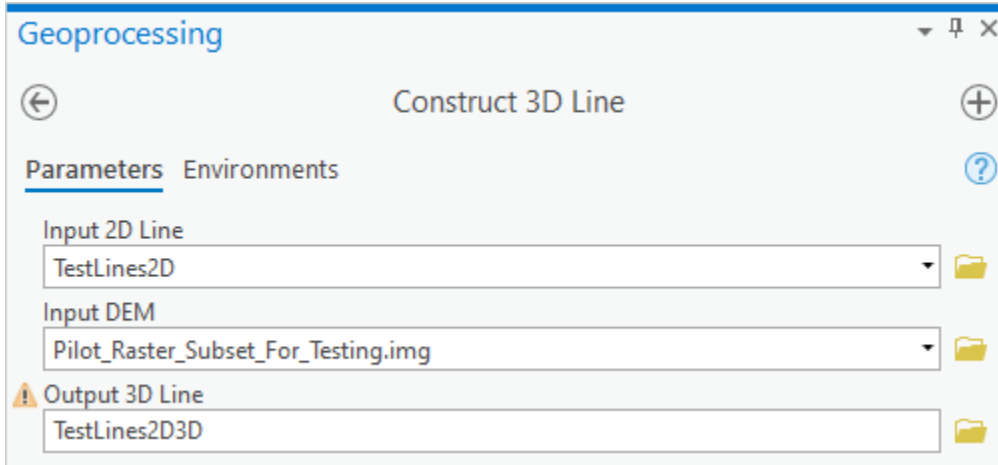 Geoprocessing
Construct 3D Line
Parameters Environments
Input 2D Line
TestLines2D
Input DEM
Pilot_Raster_Subset_For_Testing.img
Output 3D Line
TestLines2D3D